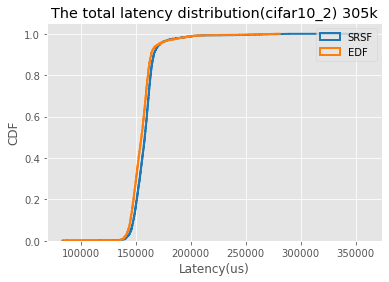 The total latency distribution(cifar10_2) 305k
SRSF
EDF
1.0
0.8
0.6
0.4
0.2
0.0
CDF
100000 150000 200000 250000 300000 350000
Latency(us)